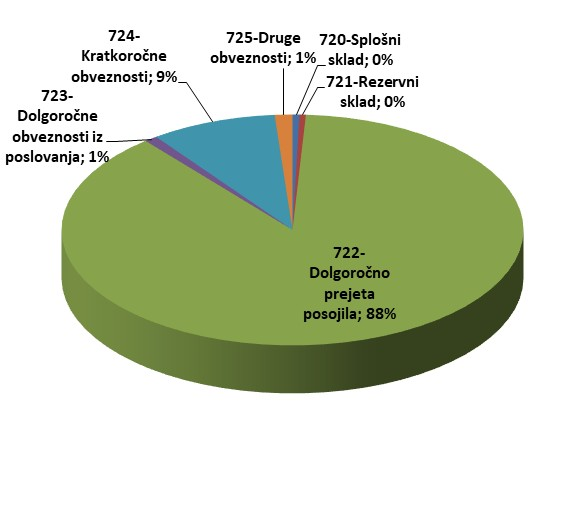 724-
Kratkoročne
obveznosti; 9%
725-Druge
obveznosti; 1%
720-Splošni
sklad; 0%
721-Rezervni
sklad; 0%
723-
Dolgoročne
obveznosti iz
poslovanja; 1%
722-
Dolgoročno
prejeta
posojila; 88%